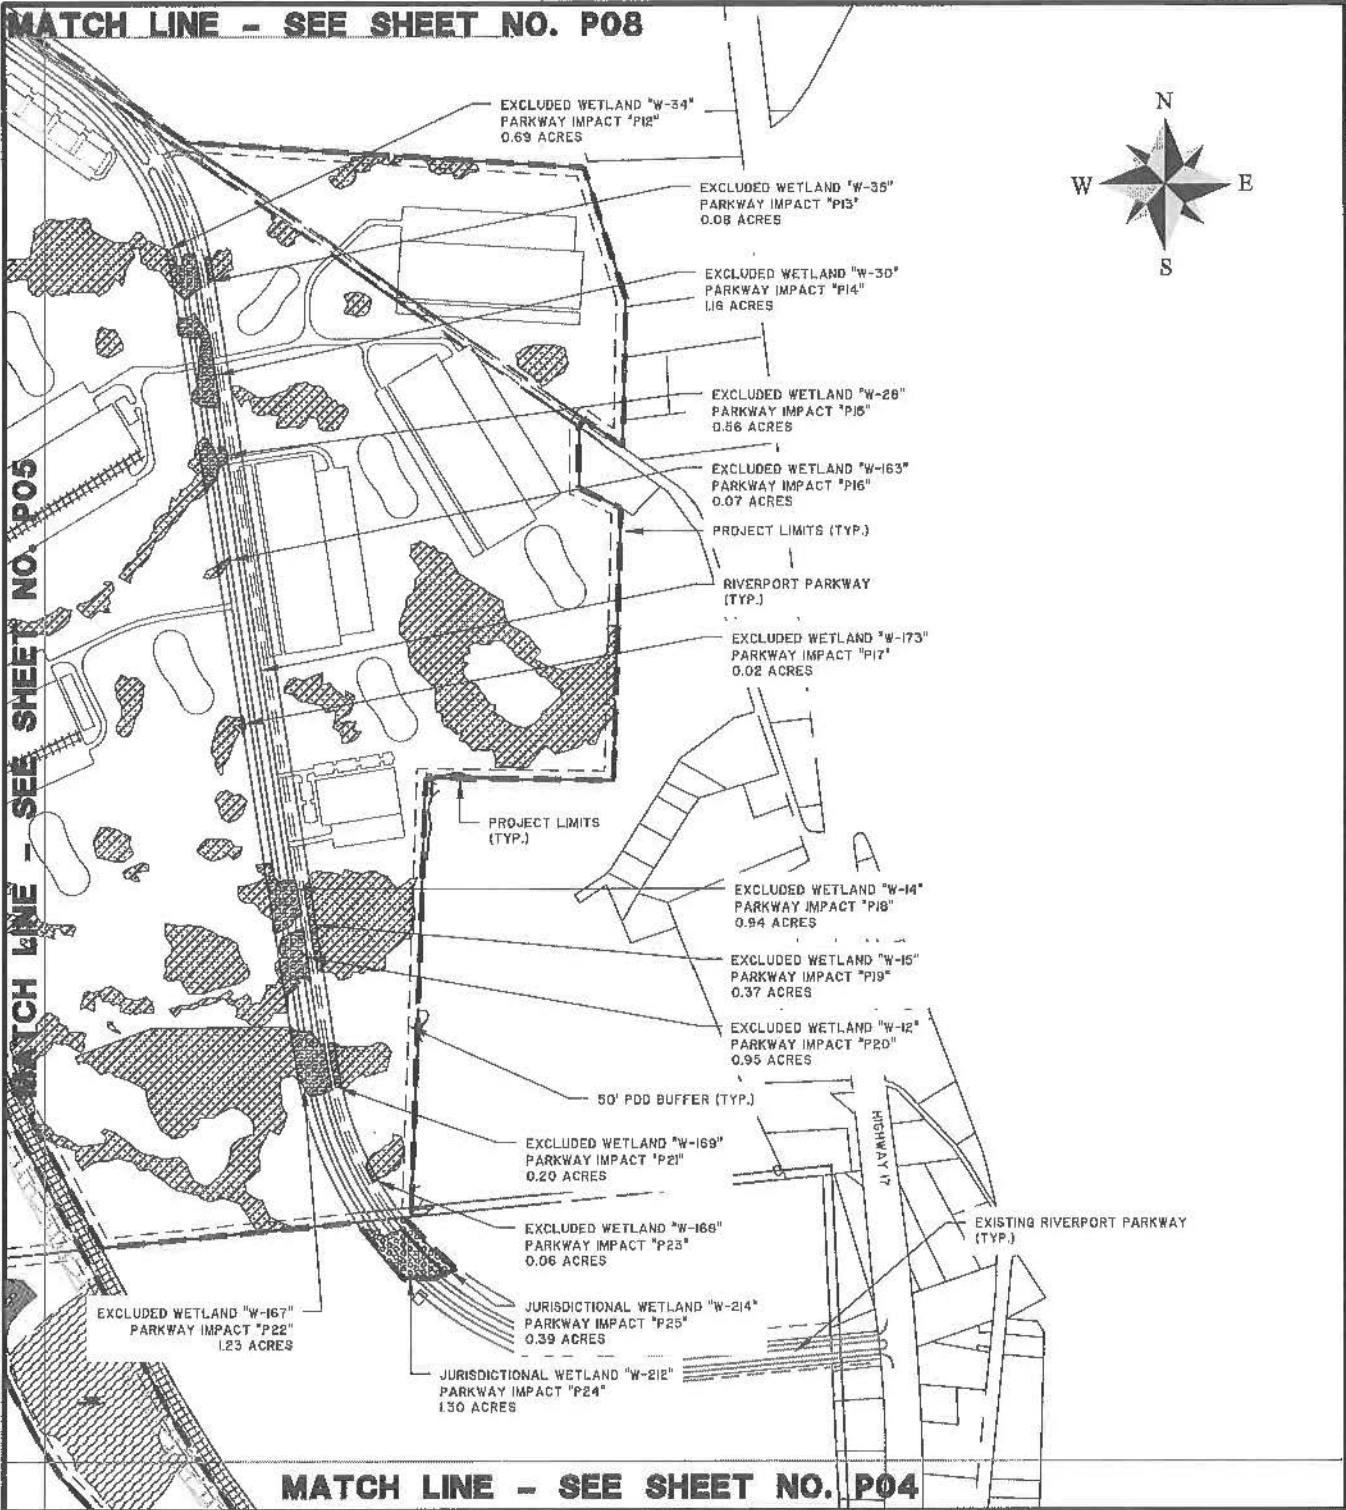 MATCH LINE - SEE SHEET NO. P08
N
W
E
S
EXCLUDED WETLAND "W-34"
PARKWAY IMPACT "P12"
0.69 ACRES
EXCLUDED WETLAND "W-35"
PARKWAY IMPACT "P13"
0.08 ACRES
EXCLUDED WETLAND "W-30"
PARKWAY IMPACT "P14"
1.16 ACRES
EXCLUDED WETLAND "W-28"
PARKWAY IMPACT "P15"
0.56 ACRES
EXCLUDED WETLAND "W-163"
PARKWAY IMPACT "P16"
0.07 ACRES
PROJECT LIMITS (TYP.)
RIVERPORT PARKWAY
(TYP.)
EXCLUDED WETLAND "W-173"
PARKWAY IMPACT "P17"
0.02 ACRES
MATCH LINE - SEE SHEET NO. P05
PROJECT LIMITS
(TYP.)
EXCLUDED WETLAND "W-14"
PARKWAY IMPACT "P18"
0.94 ACRES
EXCLUDED WETLAND "W-15"
PARKWAY IMPACT "P19"
0.37 ACRES
EXCLUDED WETLAND "W-12"
PARKWAY IMPACT "P20"
0.95 ACRES
50' PDD BUFFER (TYP.)
HIGHWAY 17
EXCLUDED WETLAND "W-169"
PARKWAY IMPACT "P21"
0.20 ACRES
EXCLUDED WETLAND "W-168"
PARKWAY IMPACT "P23"
0.06 ACRES
EXISTING RIVERPORT PARKWAY
(TYP.)
EXCLUDED WETLAND "W-167"
PARKWAY IMPACT "P22"
1.23 ACRES
JURISDICTIONAL WETLAND "W-214"
PARKWAY IMPACT "P25"
0.39 ACRES
JURISDICTIONAL WETLAND "W-212"
PARKWAY IMPACT "P24"
1.30 ACRES
MATCH LINE - SEE SHEET NO. P04